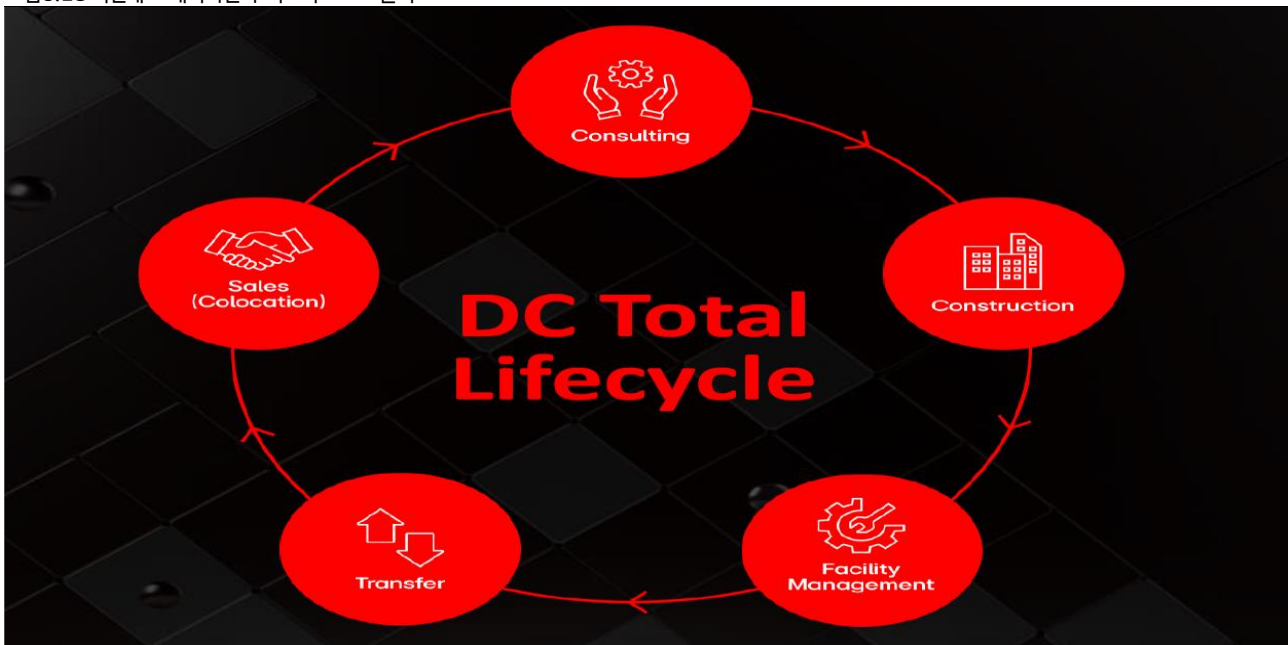 Consulting
Sales
(Colocation)
Construction
DC Total
Lifecycle
Transfer
Facility
Management